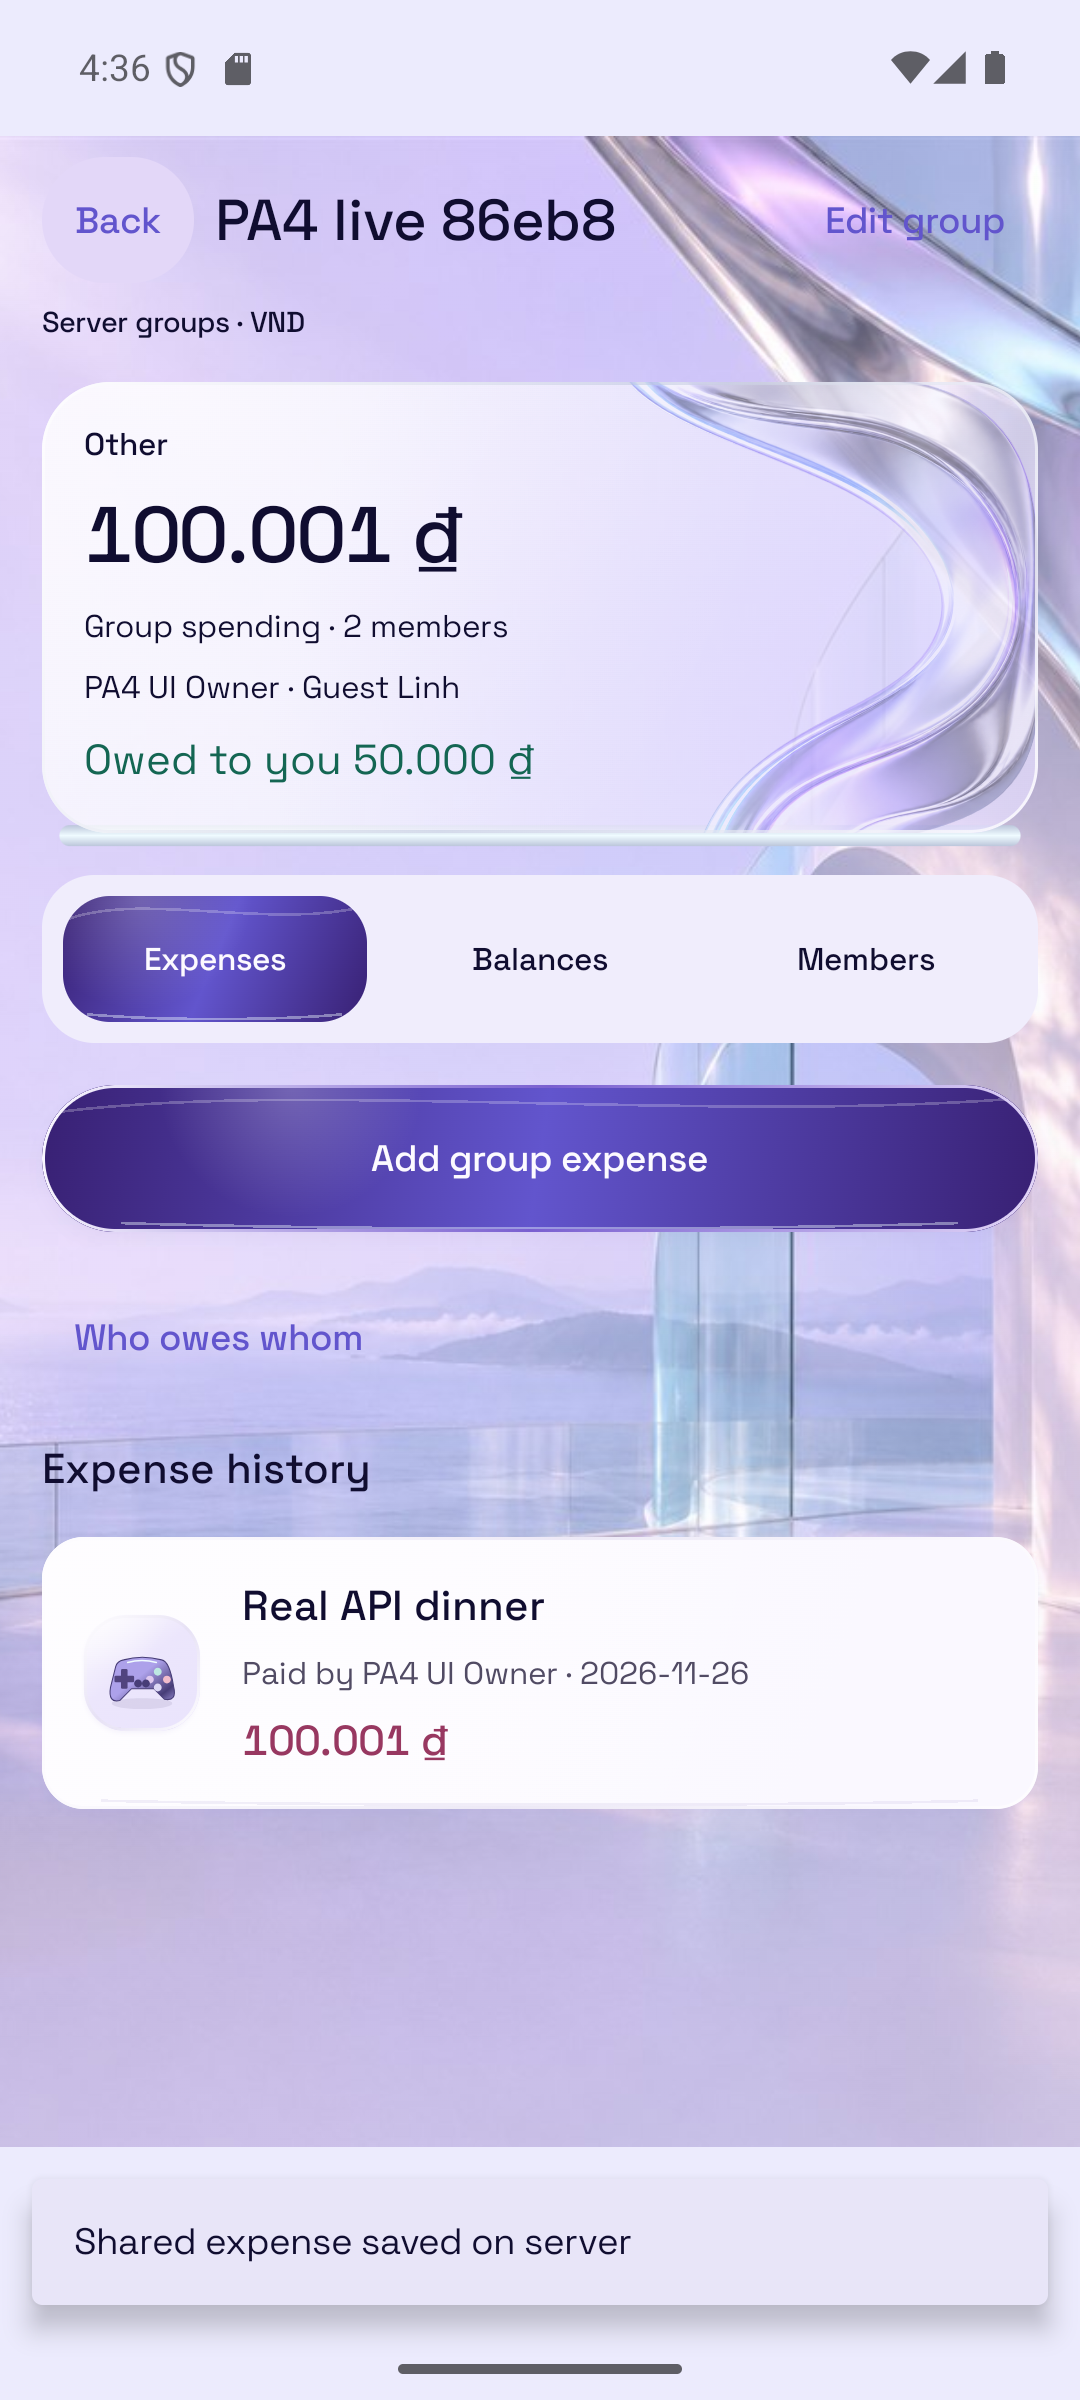 4:36
Back
PA4 live 86eb8
Edit group
Server groups · VND
Other
100.001 ₫
Group spending · 2 members
PA4 UI Owner · Guest Linh
Owed to you 50.000 ₫
Expenses
Balances
Members
Add group expense
Who owes whom
Expense history
Real API dinner
Paid by PA4 UI Owner · 2026-11-26
100.001 ₫
Shared expense saved on server